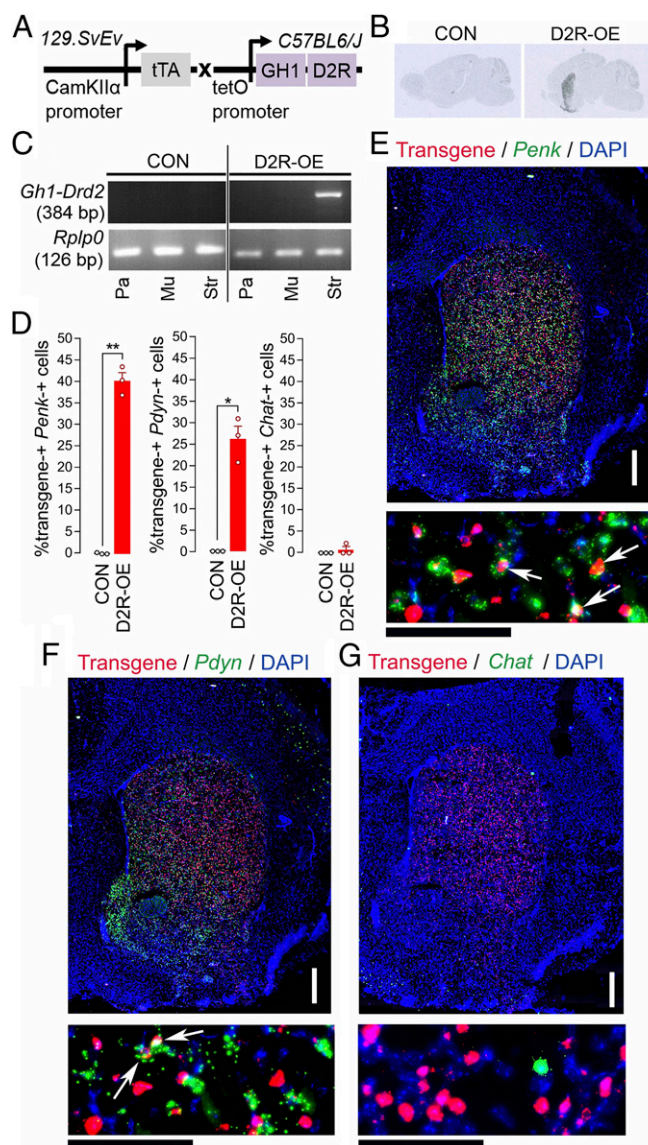 A
129.SvEv
C57BL6/J
tTA
x
GH1
D2R
CamKIIα
promoter
tetO
promoter
B
CON
D2R-OE
C
CON
D2R-OE
Gh1-Drd2
(384 bp)
Rplp0
(126 bp)
Pa
Mu
Str
Pa
Mu
Str
D
%transgene-+ Penk-+ cells
50
45
40
35
30
25
20
15
10
5
0
**
CON
D2R-OE
%transgene-+ Pdyn-+ cells
50
45
40
35
30
25
20
15
10
5
0
*
CON
D2R-OE
%transgene-+ Chat-+ cells
50
45
40
35
30
25
20
15
10
5
0
CON
D2R-OE
E
Transgene / Penk / DAPI
F
Transgene / Pdyn / DAPI
G
Transgene / Chat / DAPI